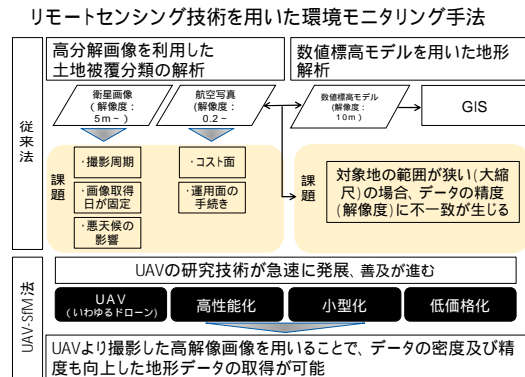 リモートセンシング技術を用いた環境モニタリング手法
高分解画像を利用した
土地被覆分類の解析
数値標高モデルを用いた地形
解析
従来法
衛星画像
(解像度:
5m~)
航空写真
(解像度:
0.2~
数値標高モデル
(解像度:
10m)
GIS
課題
・撮影周期
・画像取得
日が固定
・悪天候の
影響
・コスト面
・運用面の
手続き
課題
対象地の範囲が狭い(大縮
尺)の場合、データの精度
(解像度)に不一致が生じる
UAV-SfM法
UAVの研究技術が急速に発展、普及が進む
UAV
(いわゆるドローン)
高性能化
小型化
低価格化
UAVより撮影した高解像画像を用いることで、データの密度及び精
度も向上した地形データの取得が可能